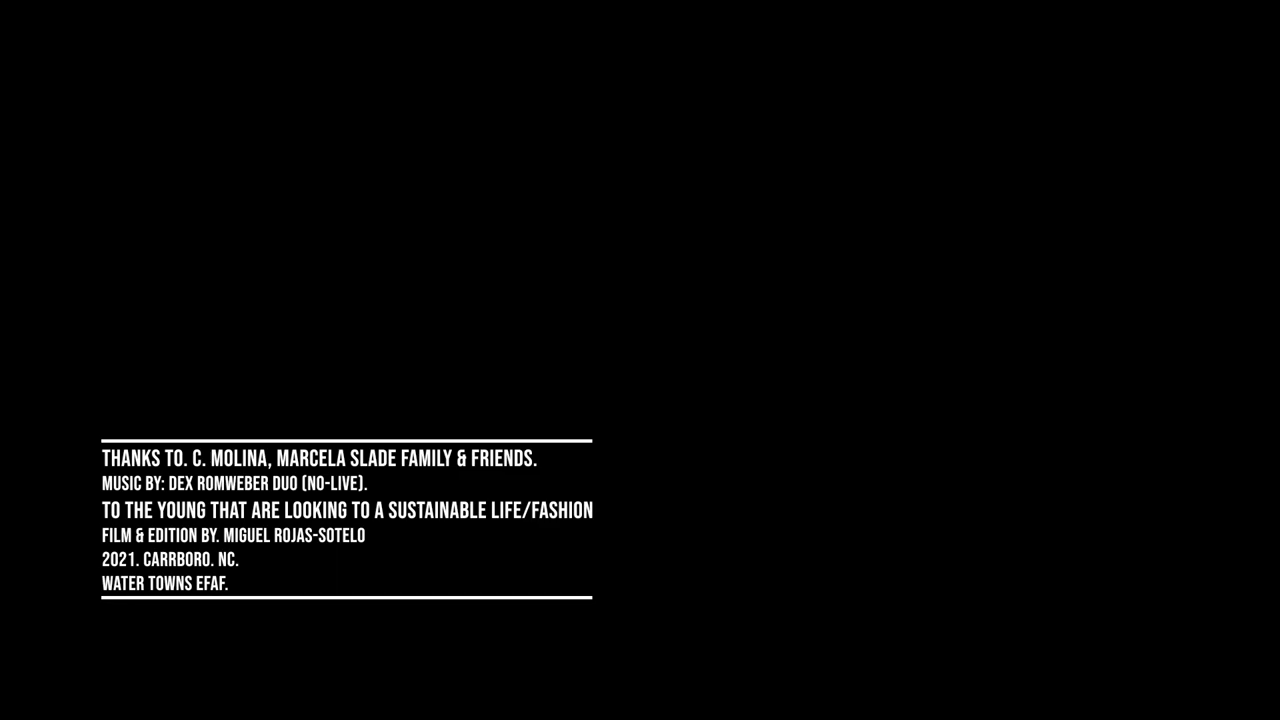 THANKS TO. C. MOLINA, MARCELA SLADE FAMILY & FRIENDS.
MUSIC BY: DEX ROMWEBER DUO (NO-LIVE).
TO THE YOUNG THAT ARE LOOKING TO A SUSTAINABLE LIFE/FASHION
FILM & EDITION BY. MIGUEL ROJAS-SOTELO
2021. CARRBORO. NC.
WATER TOWNS EFAF.